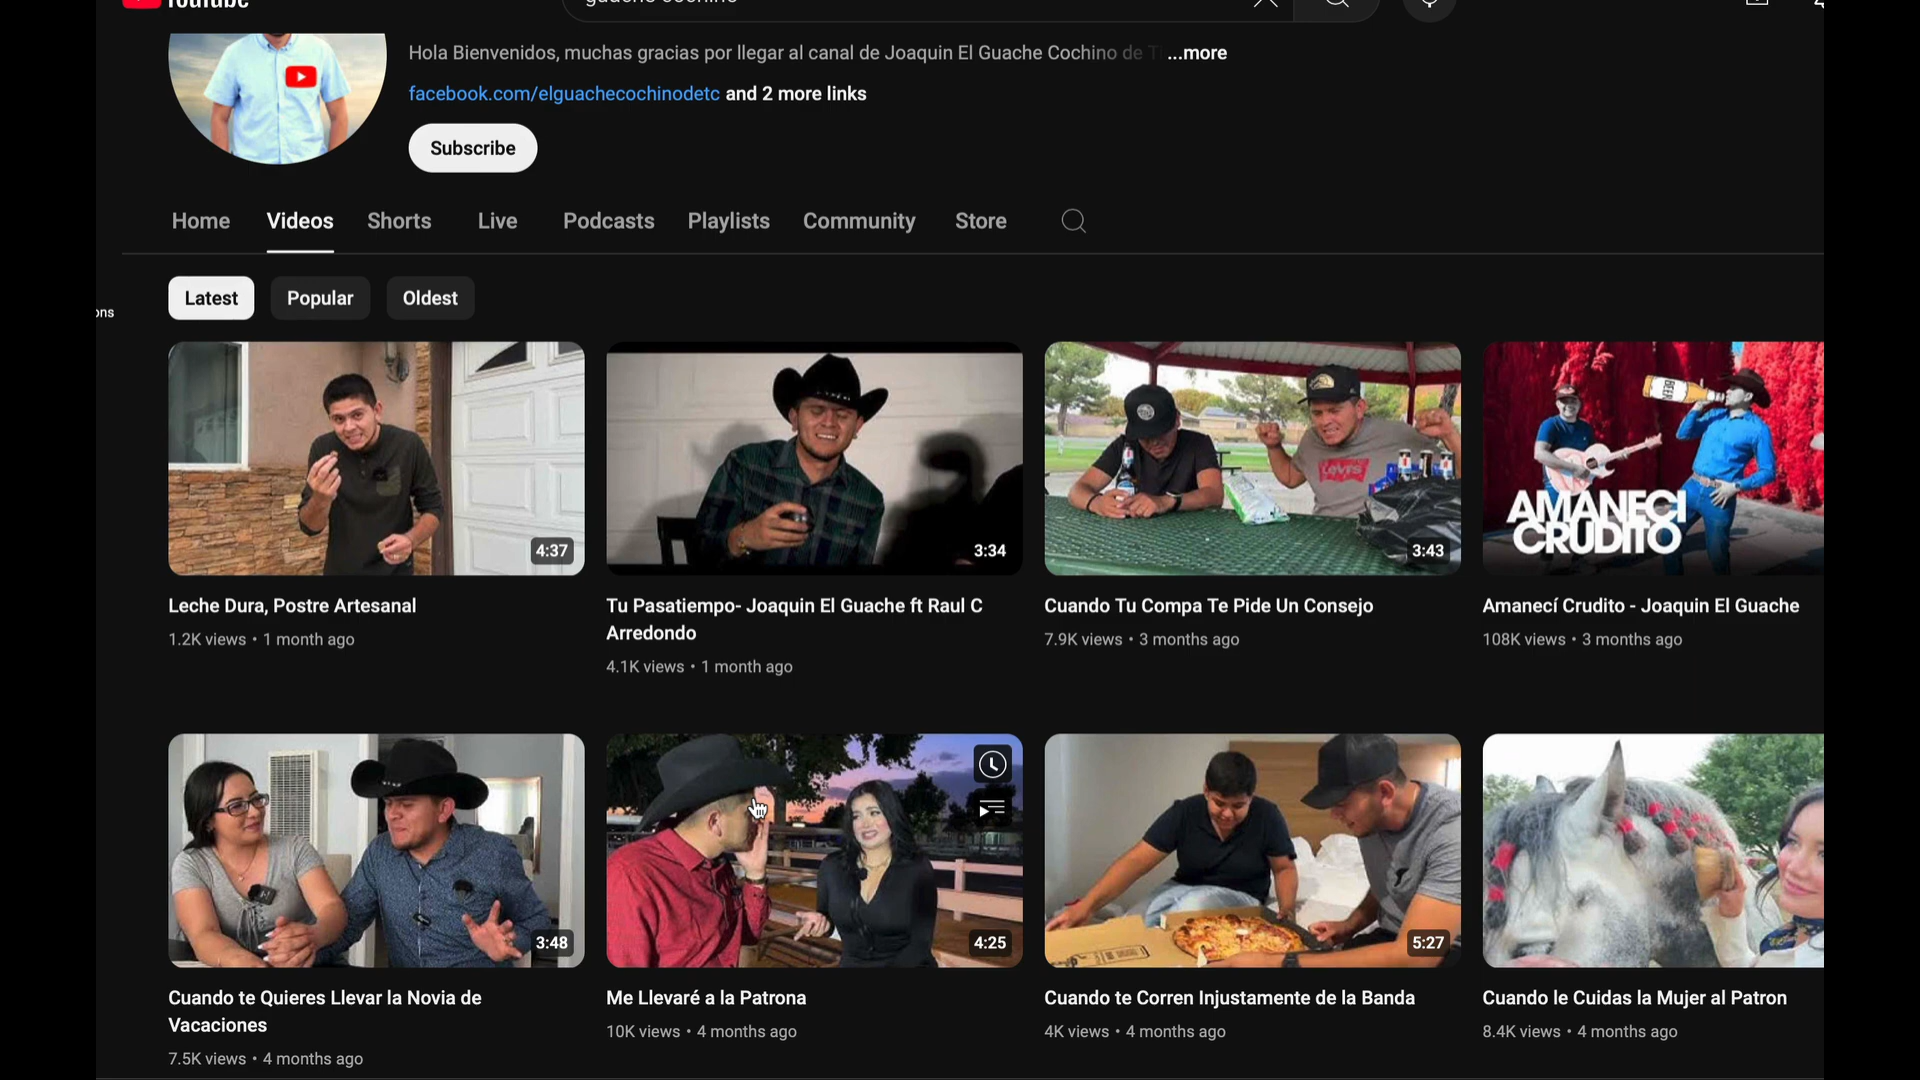 YouTube
guache cochino
Hola Bienvenidos, muchas gracias por llegar al canal de Joaquin El Guache Cochino de T ...more
facebook.com/elguachecochinodetc and 2 more links
Subscribe
Home Videos Shorts Live Podcasts Playlists Community Store
Latest Popular Oldest
ons
BEER
Levi's
AMANECI
CRUDITO
4:37 3:34 3:43
Leche Dura, Postre Artesanal
1.2K views • 1 month ago
Tu Pasatiempo- Joaquin El Guache ft Raul C
Arredondo
4.1K views • 1 month ago
Cuando Tu Compa Te Pide Un Consejo
7.9K views • 3 months ago
Amanecí Crudito - Joaquin El Guache
108K views • 3 months ago
3:48 4:25 5:27
Cuando te Quieres Llevar la Novia de
Vacaciones
7.5K views • 4 months ago
Me Llevaré a la Patrona
10K views • 4 months ago
Cuando te Corren Injustamente de la Banda
4K views • 4 months ago
Cuando le Cuidas la Mujer al Patron
8.4K views • 4 months ago